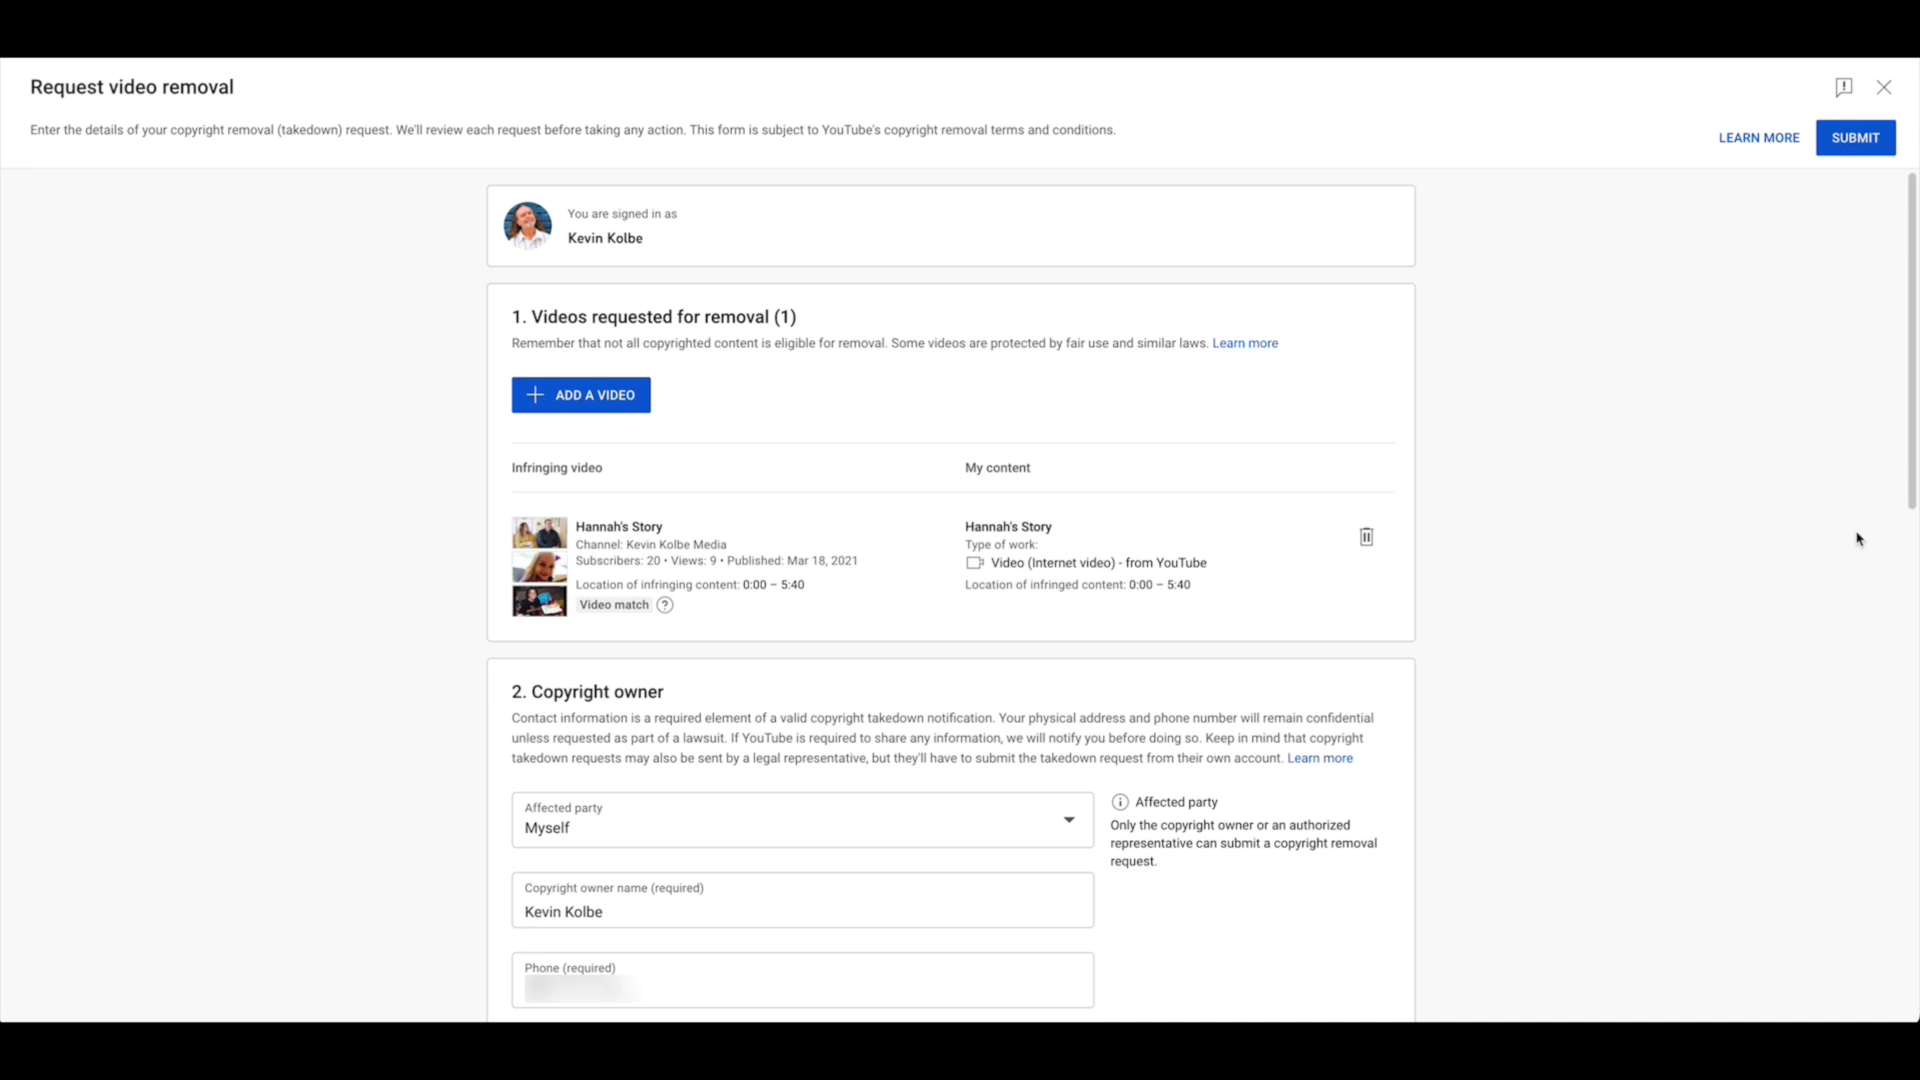 Request video removal
Enter the details of your copyright removal (takedown) request. We'll review each request before taking any action. This form is subject to YouTube's copyright removal terms and conditions.
LEARN MORE
SUBMIT
You are signed in as
Kevin Kolbe
1. Videos requested for removal (1)
Remember that not all copyrighted content is eligible for removal. Some videos are protected by fair use and similar laws. Learn more
ADD A VIDEO
Infringing video
My content
Hannah's Story
Channel: Kevin Kolbe Media
Subscribers: 20 • Views: 9 • Published: Mar 18, 2021
Location of infringing content: 0:00 – 5:40
Video match
Hannah's Story
Type of work:
Video (Internet video) - from YouTube
Location of infringed content: 0:00 – 5:40
2. Copyright owner
Contact information is a required element of a valid copyright takedown notification. Your physical address and phone number will remain confidential
unless requested as part of a lawsuit. If YouTube is required to share any information, we will notify you before doing so. Keep in mind that copyright
takedown requests may also be sent by a legal representative, but they'll have to submit the takedown request from their own account. Learn more
Affected party
Myself
Affected party
Only the copyright owner or an authorized
representative can submit a copyright removal
request.
Copyright owner name (required)
Kevin Kolbe
Phone (required)